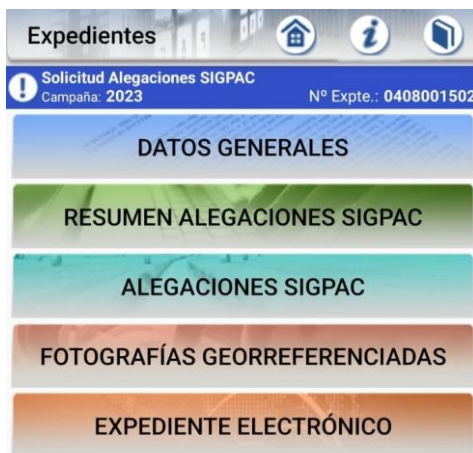 Expedientes
Solicitud Alegaciones SIGPAC
Campaña: 2023 Nº Expte.: 0408001502
DATOS GENERALES
RESUMEN ALEGACIONES SIGPAC
ALEGACIONES SIGPAC
FOTOGRAFÍAS GEORREFERENCIADAS
EXPEDIENTE ELECTRÓNICO